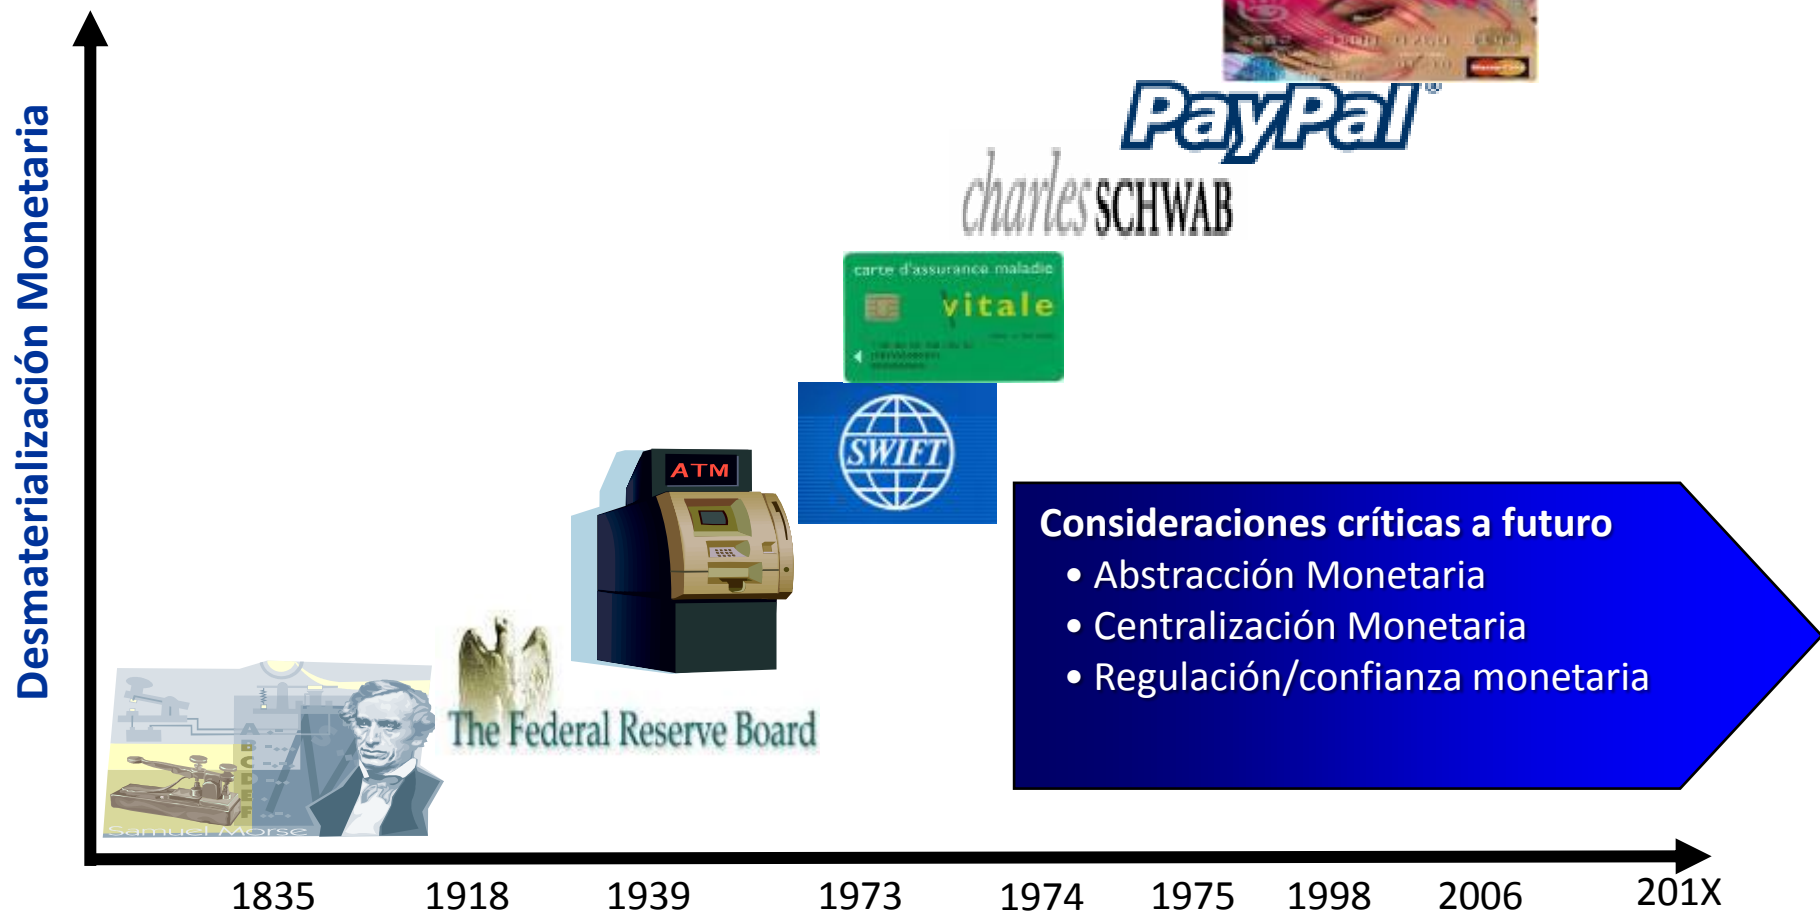 Desmaterialización Monetaria
MasterCard
PayPal®
charles SCHWAB
carte d'assurance maladie
vitale
SWIFT
ATM
Consideraciones críticas a futuro
• Abstracción Monetaria
• Centralización Monetaria
• Regulación/confianza monetaria
The Federal Reserve Board
A
B
C
D
E
F
Samuel Morse
1835 1918 1939 1973 1974 1975 1998 2006 201X